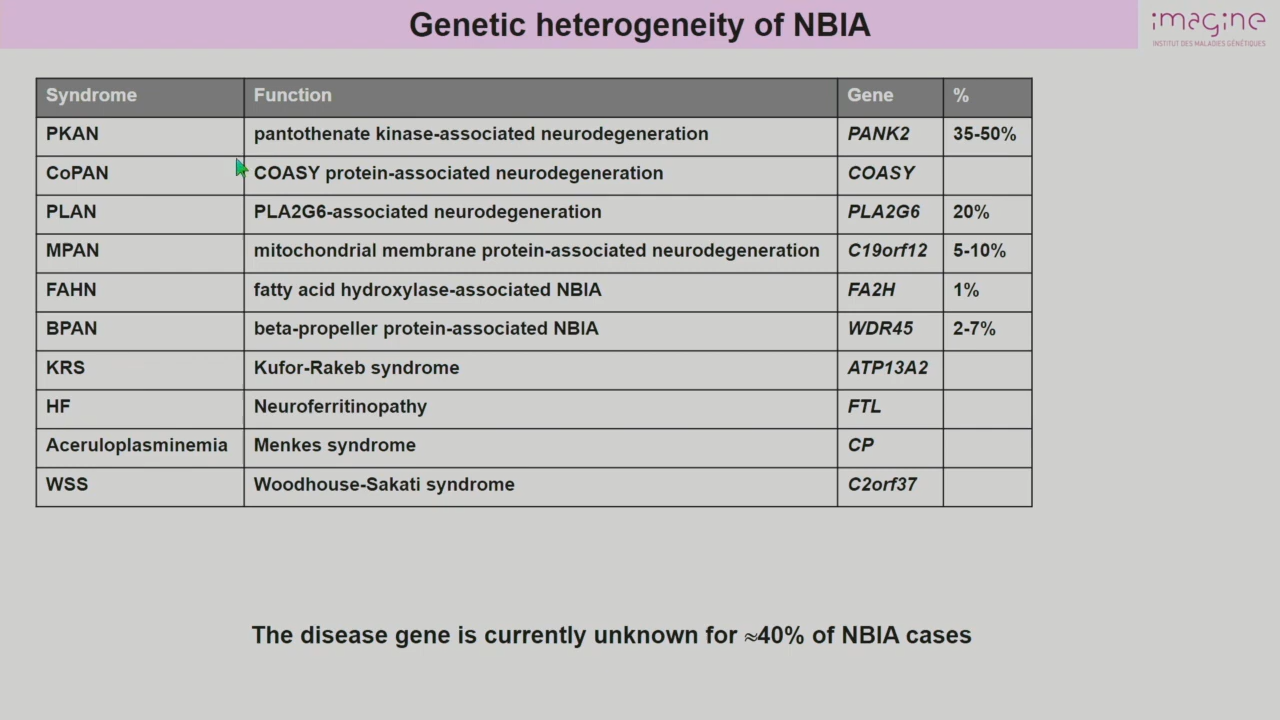 Genetic heterogeneity of NBIA
imagine
INSTITUT DES MALADIES GÉNÉTIQUES
Syndrome Function Gene %
PKAN pantothenate kinase-associated neurodegeneration PANK2 35-50%
CoPAN COASY protein-associated neurodegeneration COASY
PLAN PLA2G6-associated neurodegeneration PLA2G6 20%
MPAN mitochondrial membrane protein-associated neurodegeneration C19orf12 5-10%
FAHN fatty acid hydroxylase-associated NBIA FA2H 1%
BPAN beta-propeller protein-associated NBIA WDR45 2-7%
KRS Kufor-Rakeb syndrome ATP13A2
HF Neuroferritinopathy FTL
Aceruloplasminemia Menkes syndrome CP
WSS Woodhouse-Sakati syndrome C2orf37
The disease gene is currently unknown for ≈40% of NBIA cases